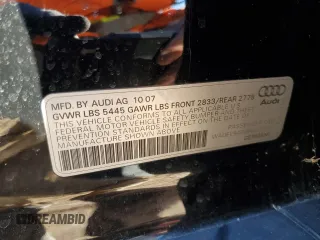 MFD. BY AUDI AG 10 07
GVWR LBS 5445 GAWR LBS FRONT 2833/REAR 2778
THIS VEHICLE CONFORMS TO ALL APPLICABLE U.S.
FEDERAL MOTOR VEHICLE SAFETY BUMPER AND THEFT
PREVENTION STANDARDS IN EFFECT ON THE DATE OF
MANUFACTURE SHOWN ABOVE.
Audi
DREAMBID